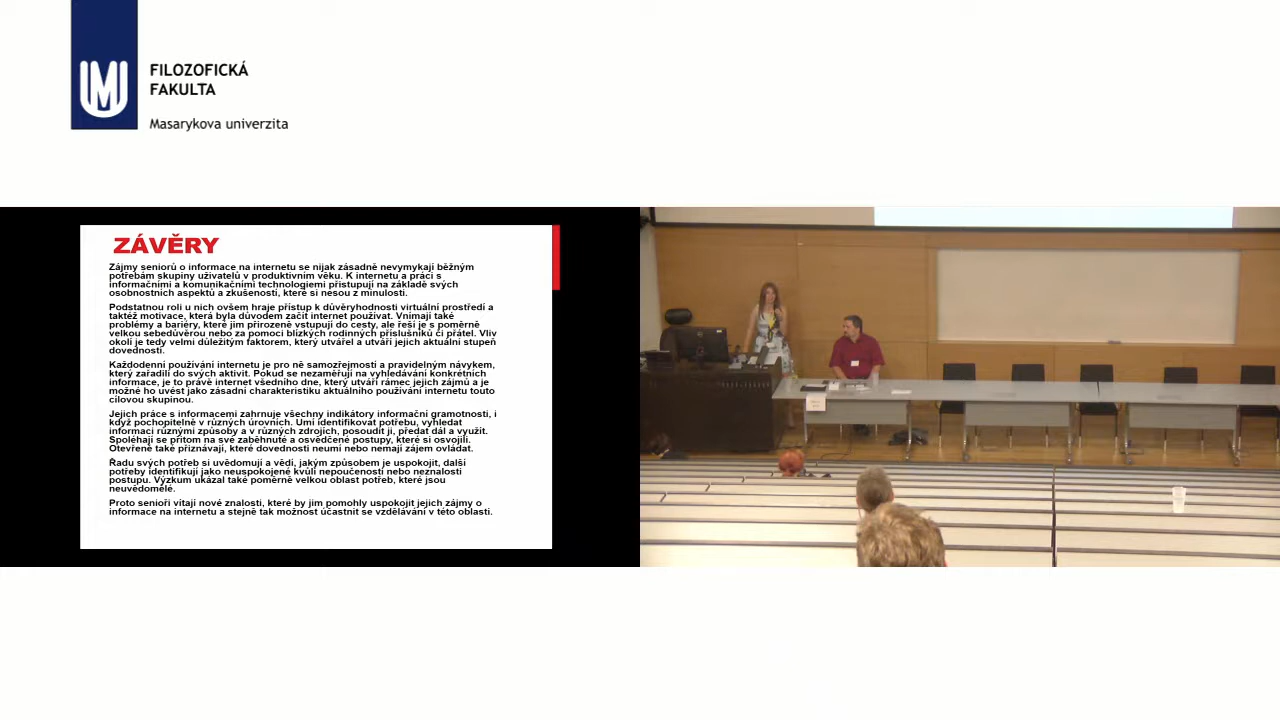 FILOZOFICKÁ
FAKULTA
Masarykova univerzita
ZÁVĚRY
Zájmy seniorů o informace na internetu se nijak zásadně nevymykají běžným
potřebám skupiny uživatelů v produktivním věku. K internetu a práci s
informačními a komunikačními technologiemi přistupují na základě svých
osobnostních aspektů a zkušeností, které si nesou z minulosti.
Podstatnou roli u nich ovšem hraje přístup k důvěryhodnosti virtuální prostředí a
taktéž motivace, která byla důvodem začít internet používat. Vnímají také
problémy a bariéry, které jim přirozeně vstupují do cesty, ale řeší je s poměrně
velkou sebedůvěrou nebo za pomoci blízkých rodinných příslušníků či přátel. Vliv
okolí je tedy velmi důležitým faktorem, který utvářel a utváří jejich aktuální stupeň
dovedností.
Každodenní používání internetu je pro ně samozřejmostí a pravidelným návykem,
který zařadili do svých aktivit. Pokud se nezaměřují na vyhledávání konkrétních
informace, je to právě internet všedního dne, který utváří rámec jejich zájmů a je
možné ho uvést jako zásadní charakteristiku aktuálního používání internetu touto
cílovou skupinou.
Jejich práce s informacemi zahrnuje všechny indikátory informační gramotnosti, i
když pochopitelně v různých úrovních. Umí identifikovat potřebu, vyhledat
informaci různými způsoby a v různých zdrojích, posoudit ji, předat dál a využít.
Spoléhají se přitom na své zaběhnuté a osvědčené postupy, které si osvojili.
Otevřeně také přiznávají, které dovednosti neumí nebo nemají zájem ovládat.
Řadu svých potřeb si uvědomují a vědí, jakým způsobem je uspokojit, další
potřeby identifikují jako neuspokojené kvůli nepoučenosti nebo neznalosti
postupu. Výzkum ukázal také poměrně velkou oblast potřeb, které jsou
neuvědomělé.
Proto senioři vítají nové znalosti, které by jim pomohly uspokojit jejich zájmy o
informace na internetu a stejně tak možnost účastnit se vzdělávání v této oblasti.